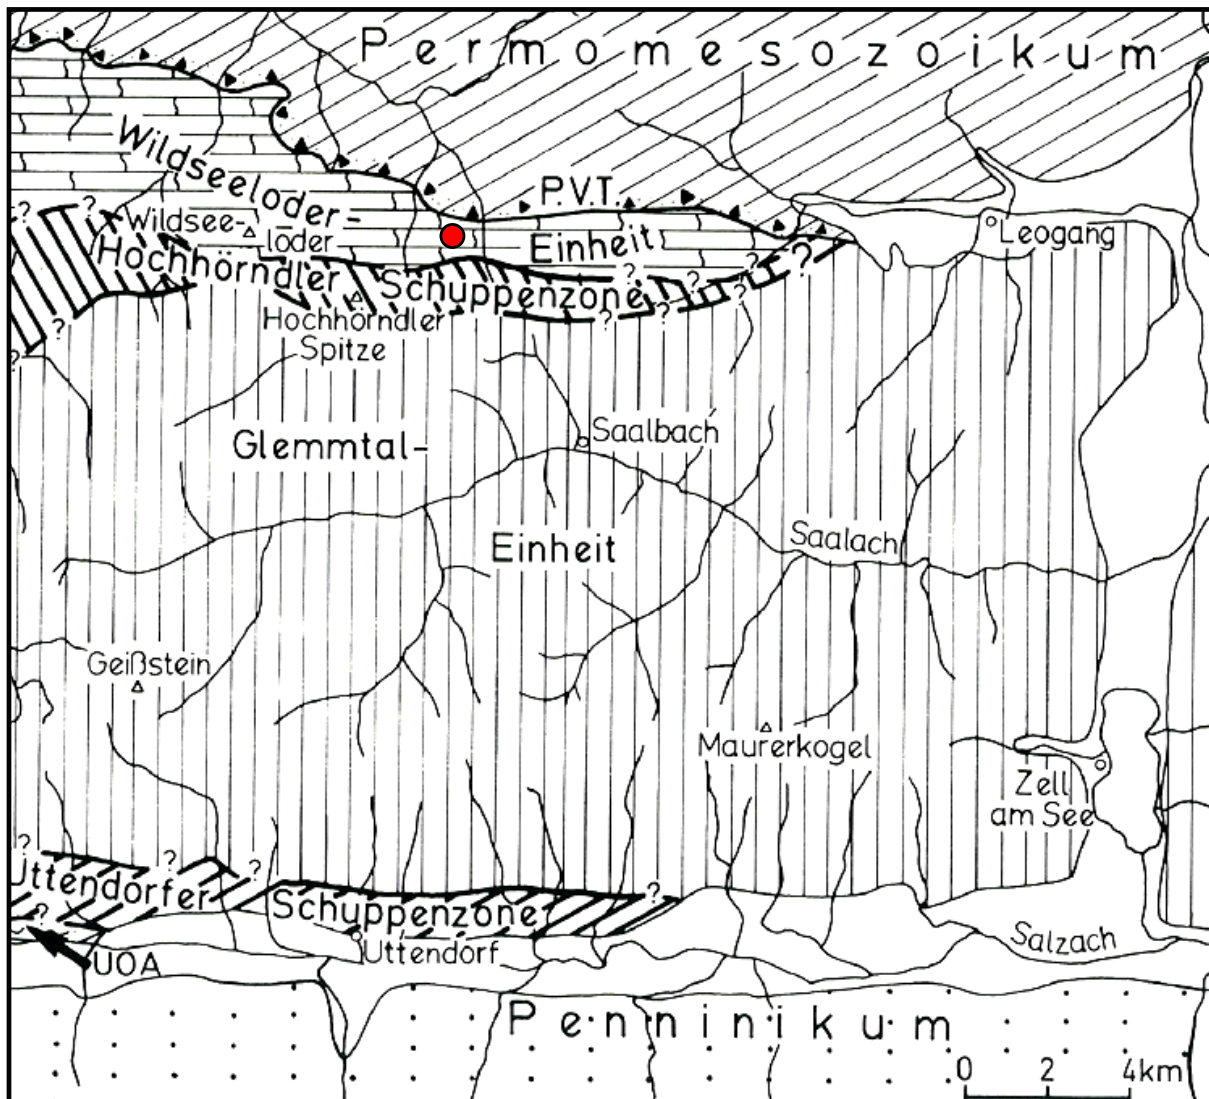 Permomesozoikum
Wildseeloder-
P.V.T.
Einheit
Leogang
Wildsee-
loder
Hochhörndler
Schuppenzone
Hochhörndler
Spitze
Saalbach
Glemmtal-
Einheit
Saalach
Geißstein
Maurerkogel
Zell
am See
Uttendorfer
Schuppenzone
Uttendorf
Salzach
UOA
Penninikum
0 2 4km
? ? ? ? ? ? ? ? ? ? ? ? ? ? ? ?